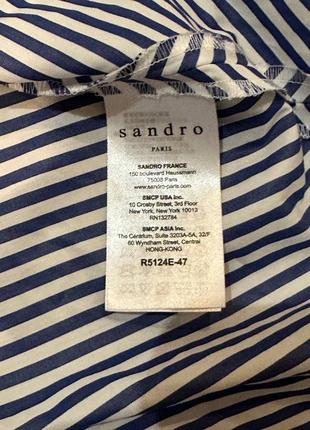 sandro
PARIS
SANDRO FRANCE
150 boulevard Haussmann
75008 Paris
www.sandro-paris.com
SMCP USA Inc.
10 Crosby Street, 3rd Floor
New York, New York 10013
RN132784
SMCP ASIA Inc.
The Centrium, Suite 3203A-5A, 32/F
60 Wyndham Street, Central
HONG-KONG
R5124E-47